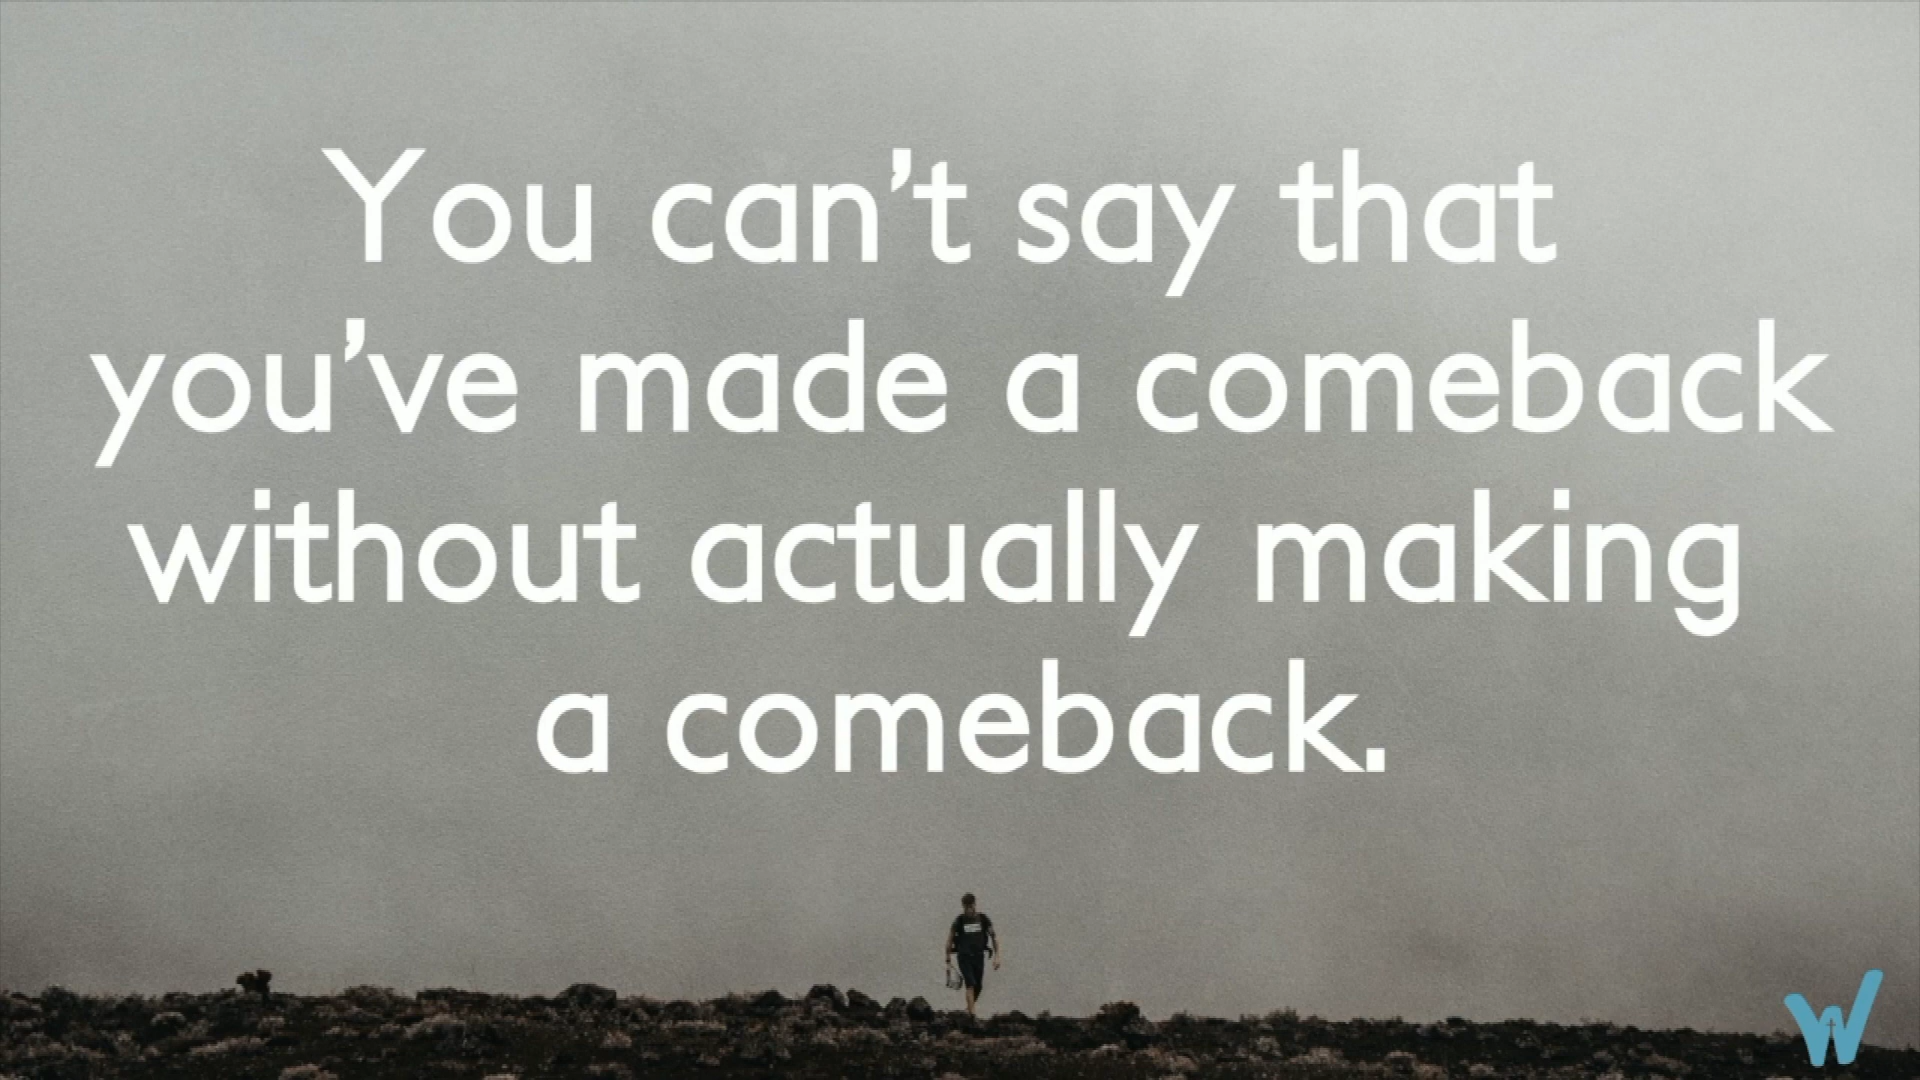 You can’t say that
you’ve made a comeback
without actually making
a comeback.
W